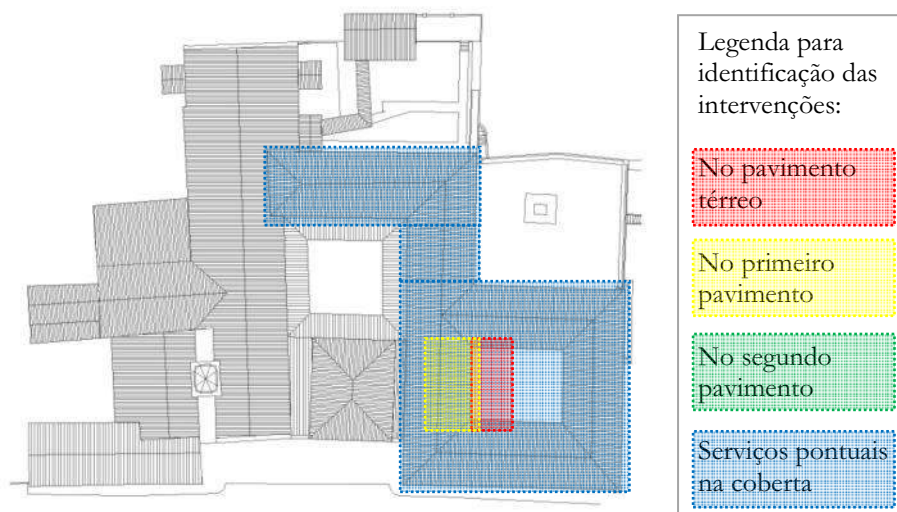 Legenda para
identificação das
intervenções:
No pavimento
térreo
No primeiro
pavimento
No segundo
pavimento
Serviços pontuais
na coberta